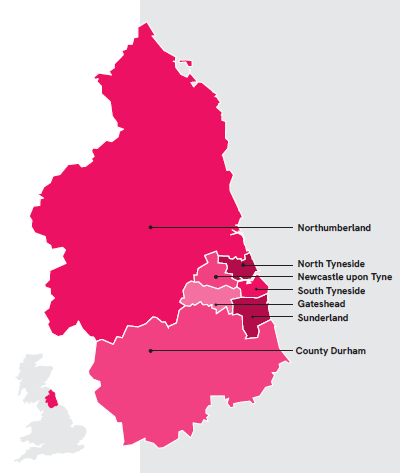 Northumberland
North Tyneside
Newcastle upon Tyne
South Tyneside
Gateshead
Sunderland
County Durham